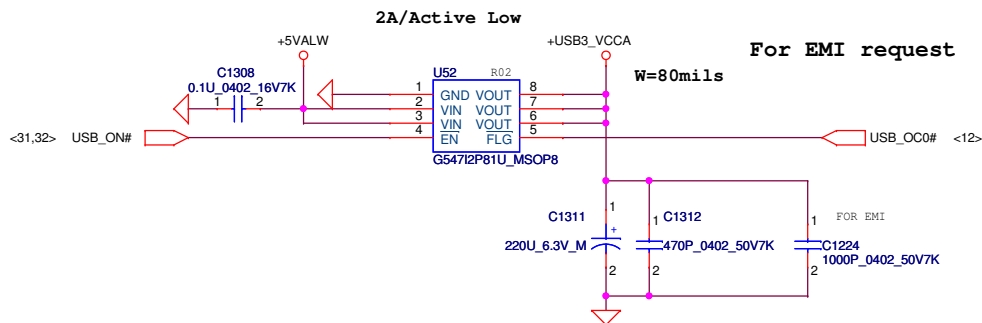 2A/Active Low
+5VALW
+USB3_VCCA
For EMI request
W=80mils
U52
R02
C1308
0.1U_0402_16V7K
1
2
1
GND
VOUT
8
2
VIN
VOUT
7
3
VIN
VOUT
6
4
EN
FLG
5
G547I2P81U_MSOP8
<31,32>
USB_ON#
USB_OC0#
<12>
C1311
220U_6.3V_M
1
+
2
C1312
470P_0402_50V7K
1
2
FOR EMI
C1224
1000P_0402_50V7K
1
2